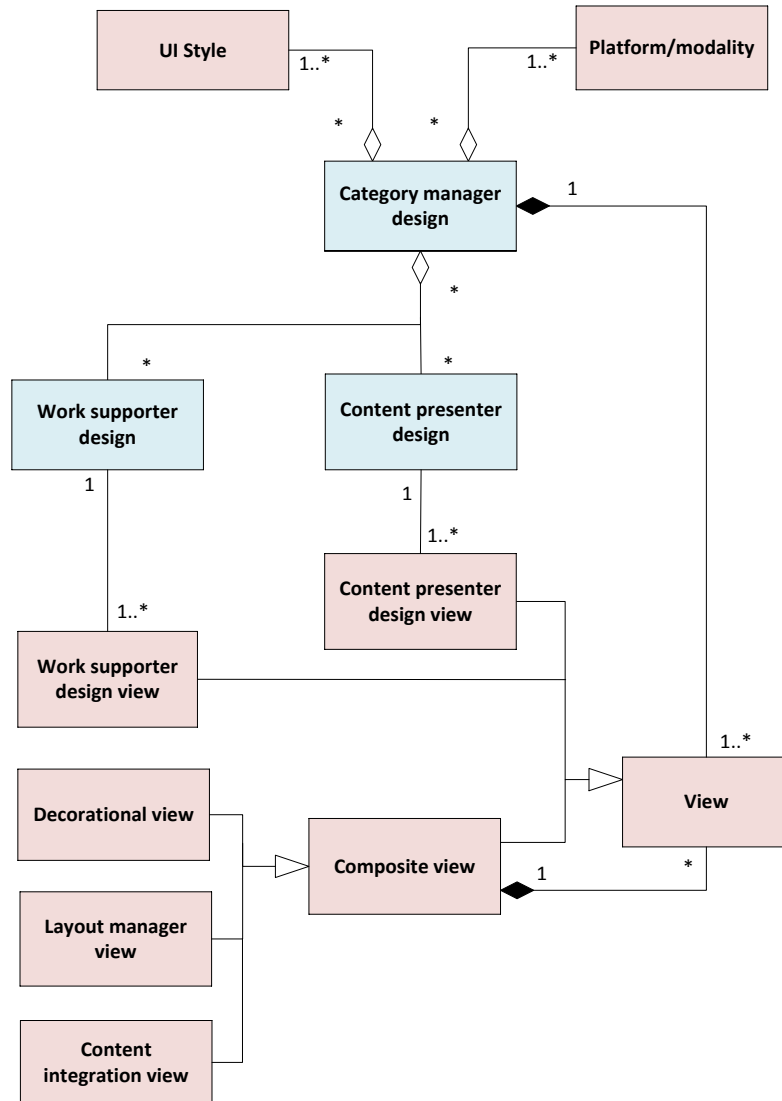 UI Style
Platform/modality
1..*
1..*
*
*
Category manager
design
1
*
*
*
Work supporter
design
Content presenter
design
1
1
1..*
Content presenter
design view
1..*
Work supporter
design view
1..*
View
Decorational view
Composite view
1
*
Layout manager
view
Content
integration view